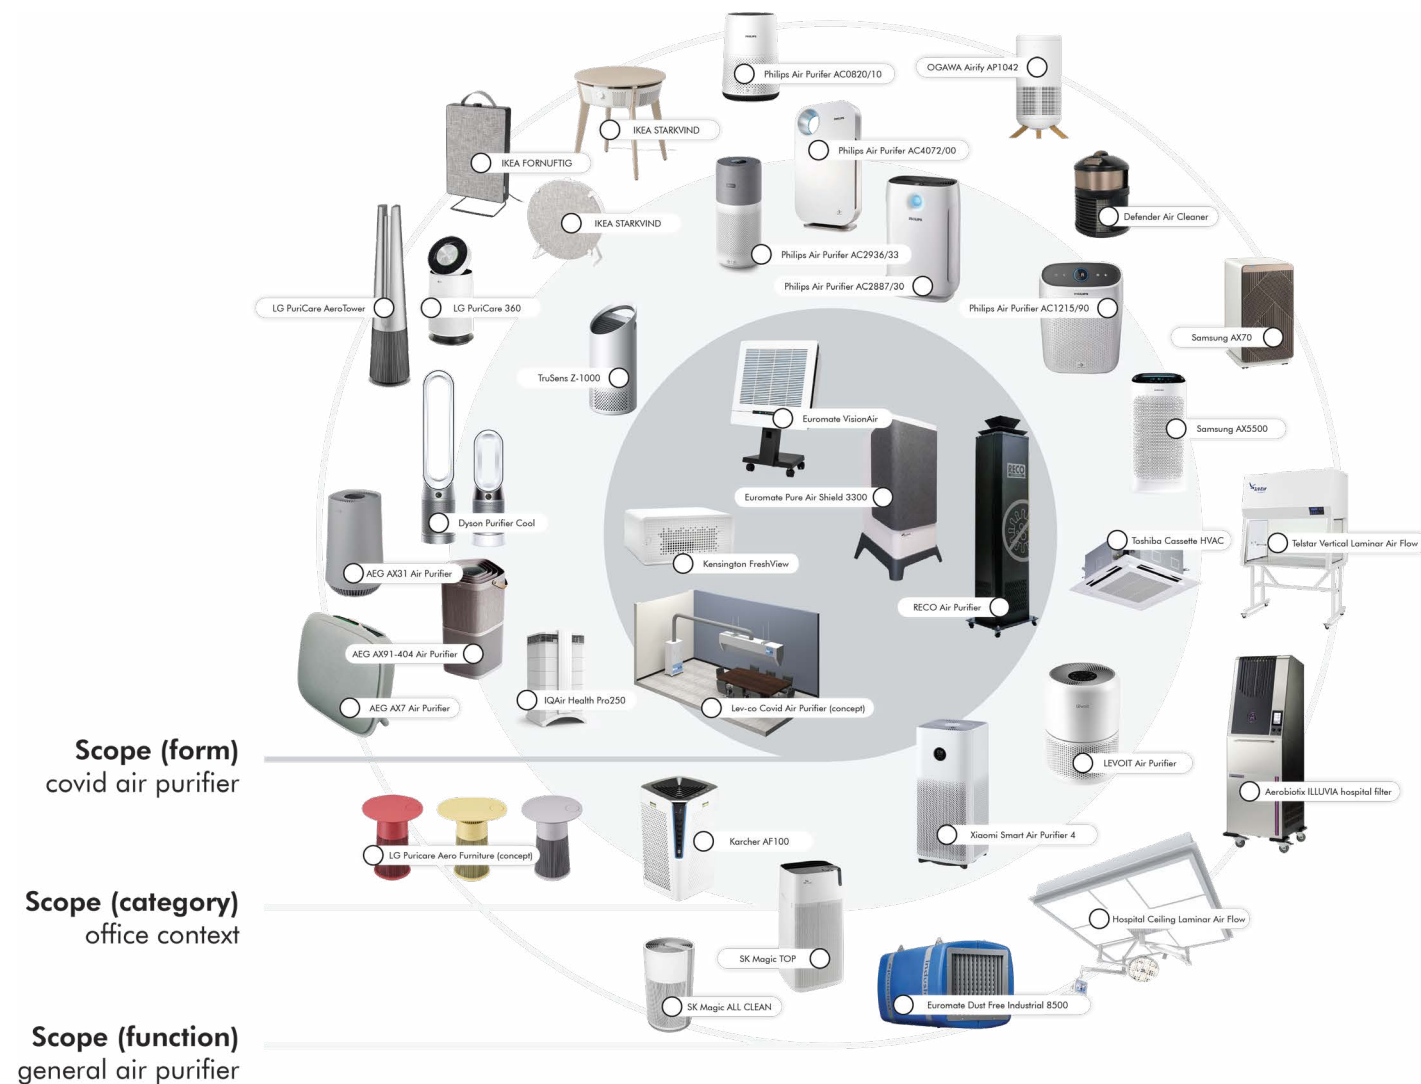 Philips Air Purifer AC0820/10
OGAWA Airify AP1042
IKEA STARKVIND
Philips Air Purifer AC4072/00
IKEA FORNUFTIG
Defender Air Cleaner
IKEA STARKVIND
Philips Air Purifer AC2936/33
Philips Air Purifier AC2887/30
LG PuriCare AeroTower
LG PuriCare 360
Philips Air Purifier AC1215/90
Samsung AX70
TruSens Z-1000
Euromate VisionAir
Samsung AX5500
RECO
Euromate Pure Air Shield 3300
Dyson Purifier Cool
Toshiba Cassette HVAC
Telstar Vertical Laminar Air Flow
Kensington FreshView
AEG AX31 Air Purifier
RECO Air Purifier
AEG AX91-404 Air Purifier
IQAir Health Pro250
AEG AX7 Air Purifier
Lev-co Covid Air Purifier (concept)
Scope (form)
covid air purifier
LEVOIT Air Purifier
Aerobiotix ILLUVIA hospital filter
Xiaomi Smart Air Purifier 4
Karcher AF100
LG Puricare Aero Furniture (concept)
Scope (category)
office context
Hospital Ceiling Laminar Air Flow
SK Magic TOP
SK Magic ALL CLEAN
Euromate Dust Free Industrial 8500
Scope (function)
general air purifier